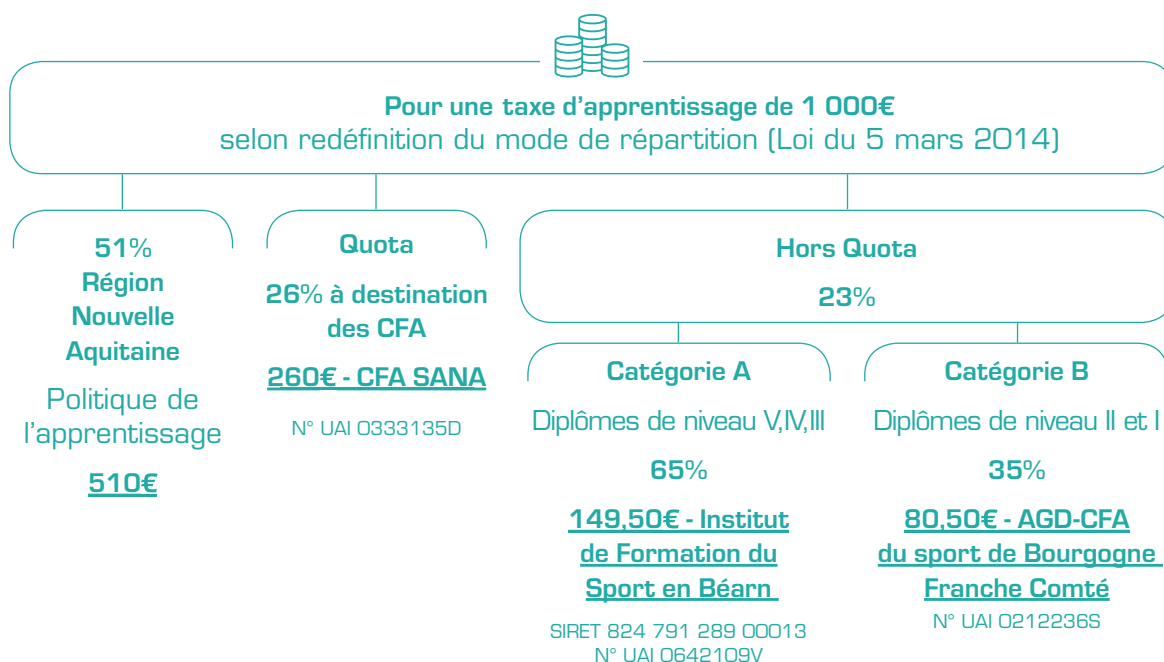 Pour une taxe d'apprentissage de 1 000€
selon redéfinition du mode de répartition (Loi du 5 mars 2014)
51%
Région
Nouvelle
Aquitaine
Politique de
l'apprentissage
510€
Quota
26% à destination
des CFA
260€ - CFA SANA
N° UAI 0333135D
Hors Quota
23%
Catégorie A
Diplômes de niveau V,IV,III
65%
149,50€ - Institut
de Formation du
Sport en Béarn
SIRET 824 791 289 00013
N° UAI 0642109V
Catégorie B
Diplômes de niveau II et I
35%
80,50€ - AGD-CFA
du sport de Bourgogne
Franche Comté
N° UAI 0212236S